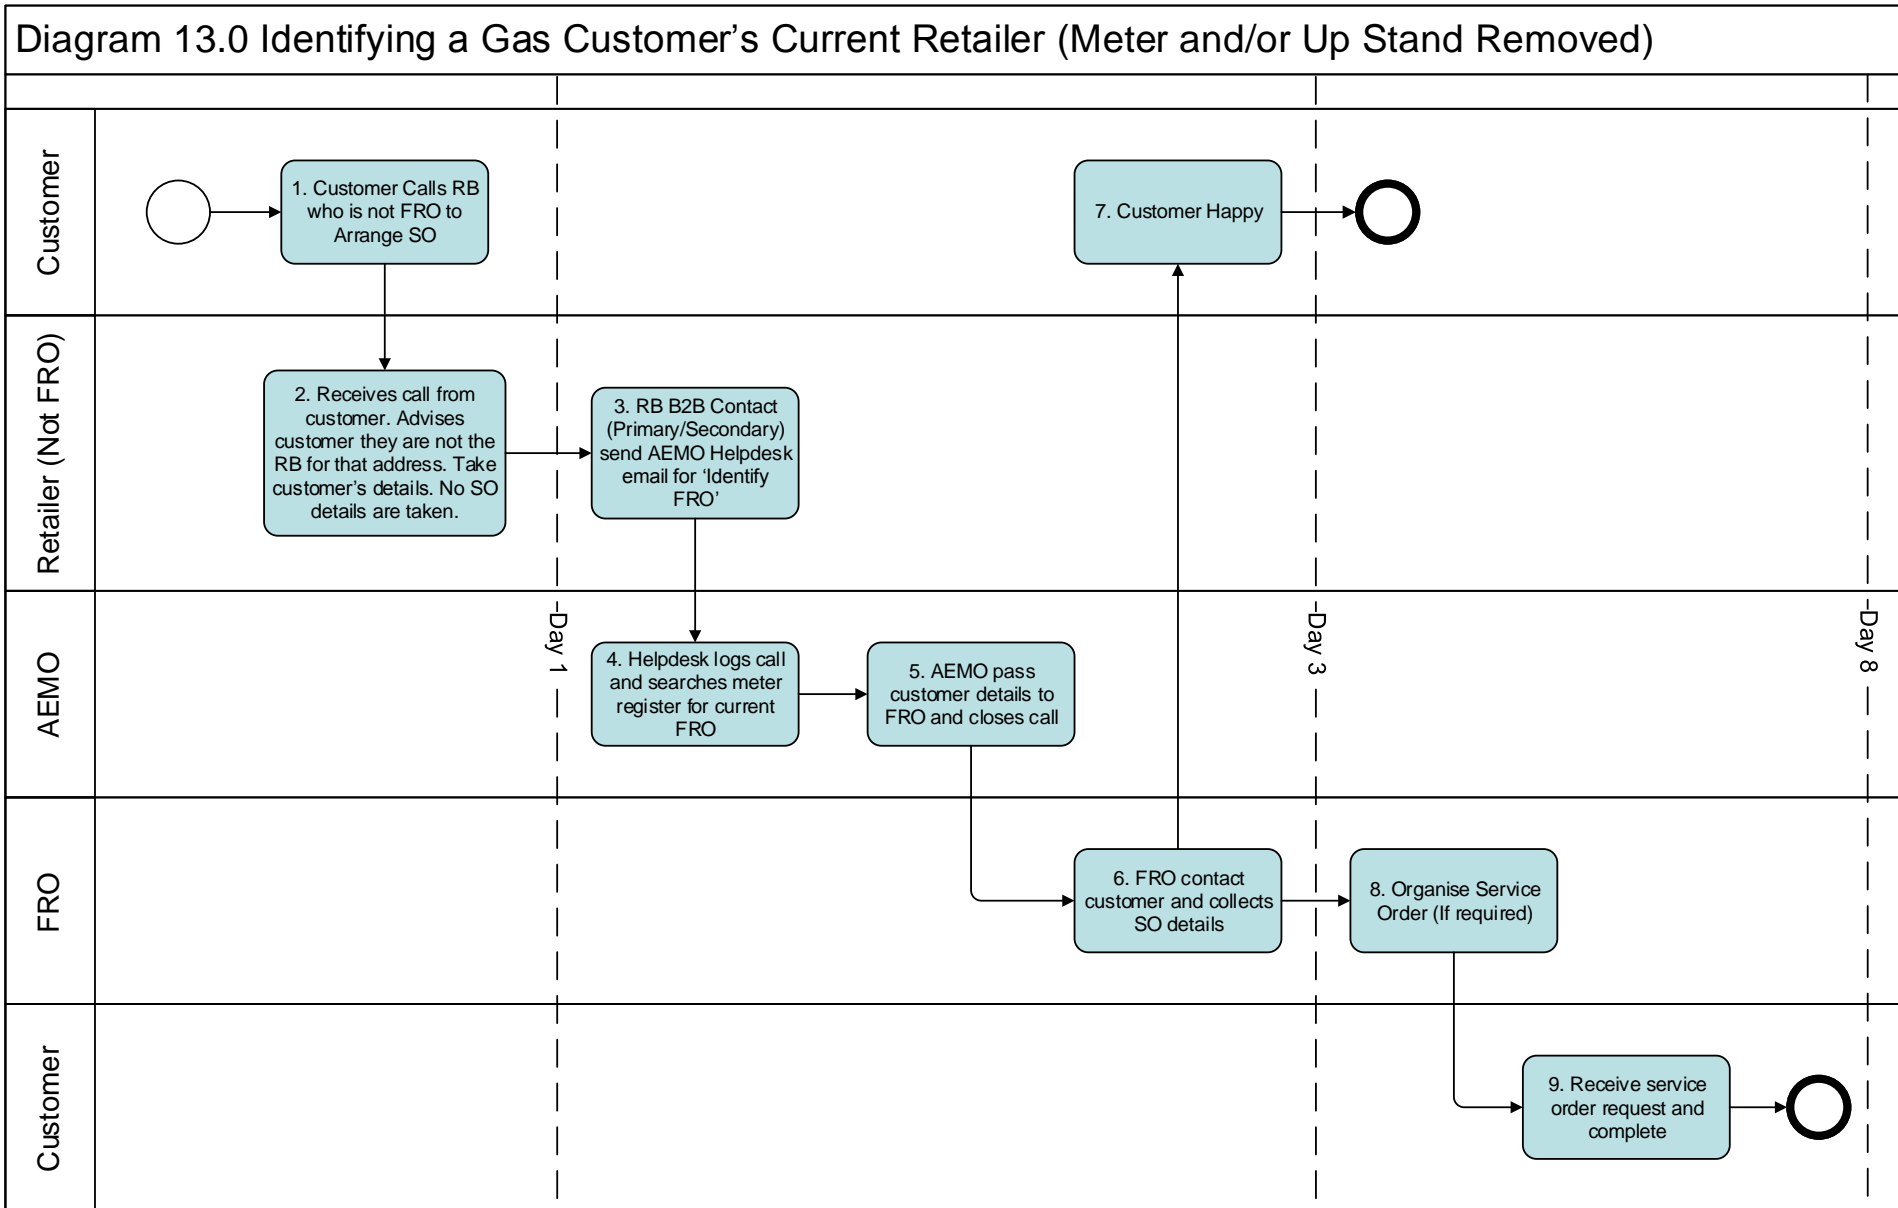 Diagram 13.0 Identifying a Gas Customer’s Current Retailer (Meter and/or Up Stand Removed)
Customer
1. Customer Calls RB
who is not FRO to
Arrange SO
7. Customer Happy
Retailer (Not FRO)
2. Receives call from
customer. Advises
customer they are not the
RB for that address. Take
customer’s details. No SO
details are taken.
3. RB B2B Contact
(Primary/Secondary)
send AEMO Helpdesk
email for ‘Identify
FRO’
AEMO
Day 1
4. Helpdesk logs call
and searches meter
register for current
FRO
5. AEMO pass
customer details to
FRO and closes call
Day 3
Day 8
FRO
6. FRO contact
customer and collects
SO details
8. Organise Service
Order (If required)
Customer
9. Receive service
order request and
complete